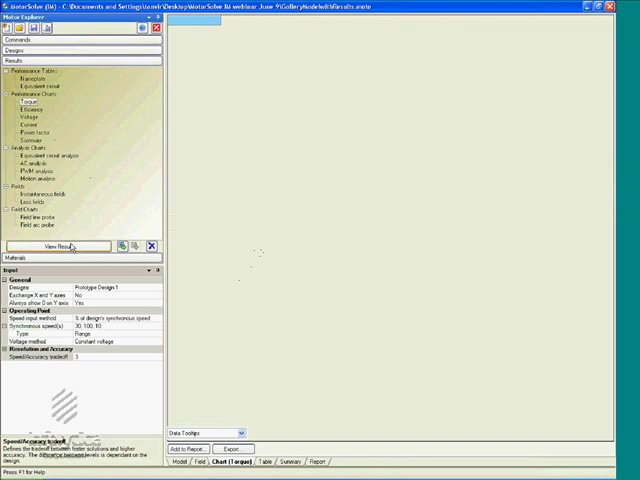 MotorSolve (IM) - C:\Documents and Settings\tanvir\Desktop\MotorSolve IM webinar June 9\GalleryModelwithResults.moto
Motor Explorer
Commands
Designs
Results
Performance Tables
Nameplate
Equivalent circuit
Performance Charts
Torque
Efficiency
Voltage
Current
Power factor
Summary
Analysis Charts
Equivalent circuit analysis
AC analysis
PWM analysis
Motion analysis
Fields
Instantaneous fields
Loss fields
Field Charts
Field line probe
Field arc probe
View Results
Materials
Input
General
Designs Prototype Design 1
Exchange X and Y axes No
Always show 0 on Y axis Yes
Operating Point
Speed input method % of design's synchronous speed
Synchronous speed(s) 30, 100, 10
Type Range
Voltage method Constant voltage
Resolution and Accuracy
Speed/Accuracy tradeoff 3
Speed/Accuracy tradeoff
Defines the tradeoff between faster solutions and higher accuracy. The difference between levels is dependent on the design.
Data Tooltips
Add to Report... Export...
Model Field Chart (Torque) Table Summary Report
Press F1 for Help